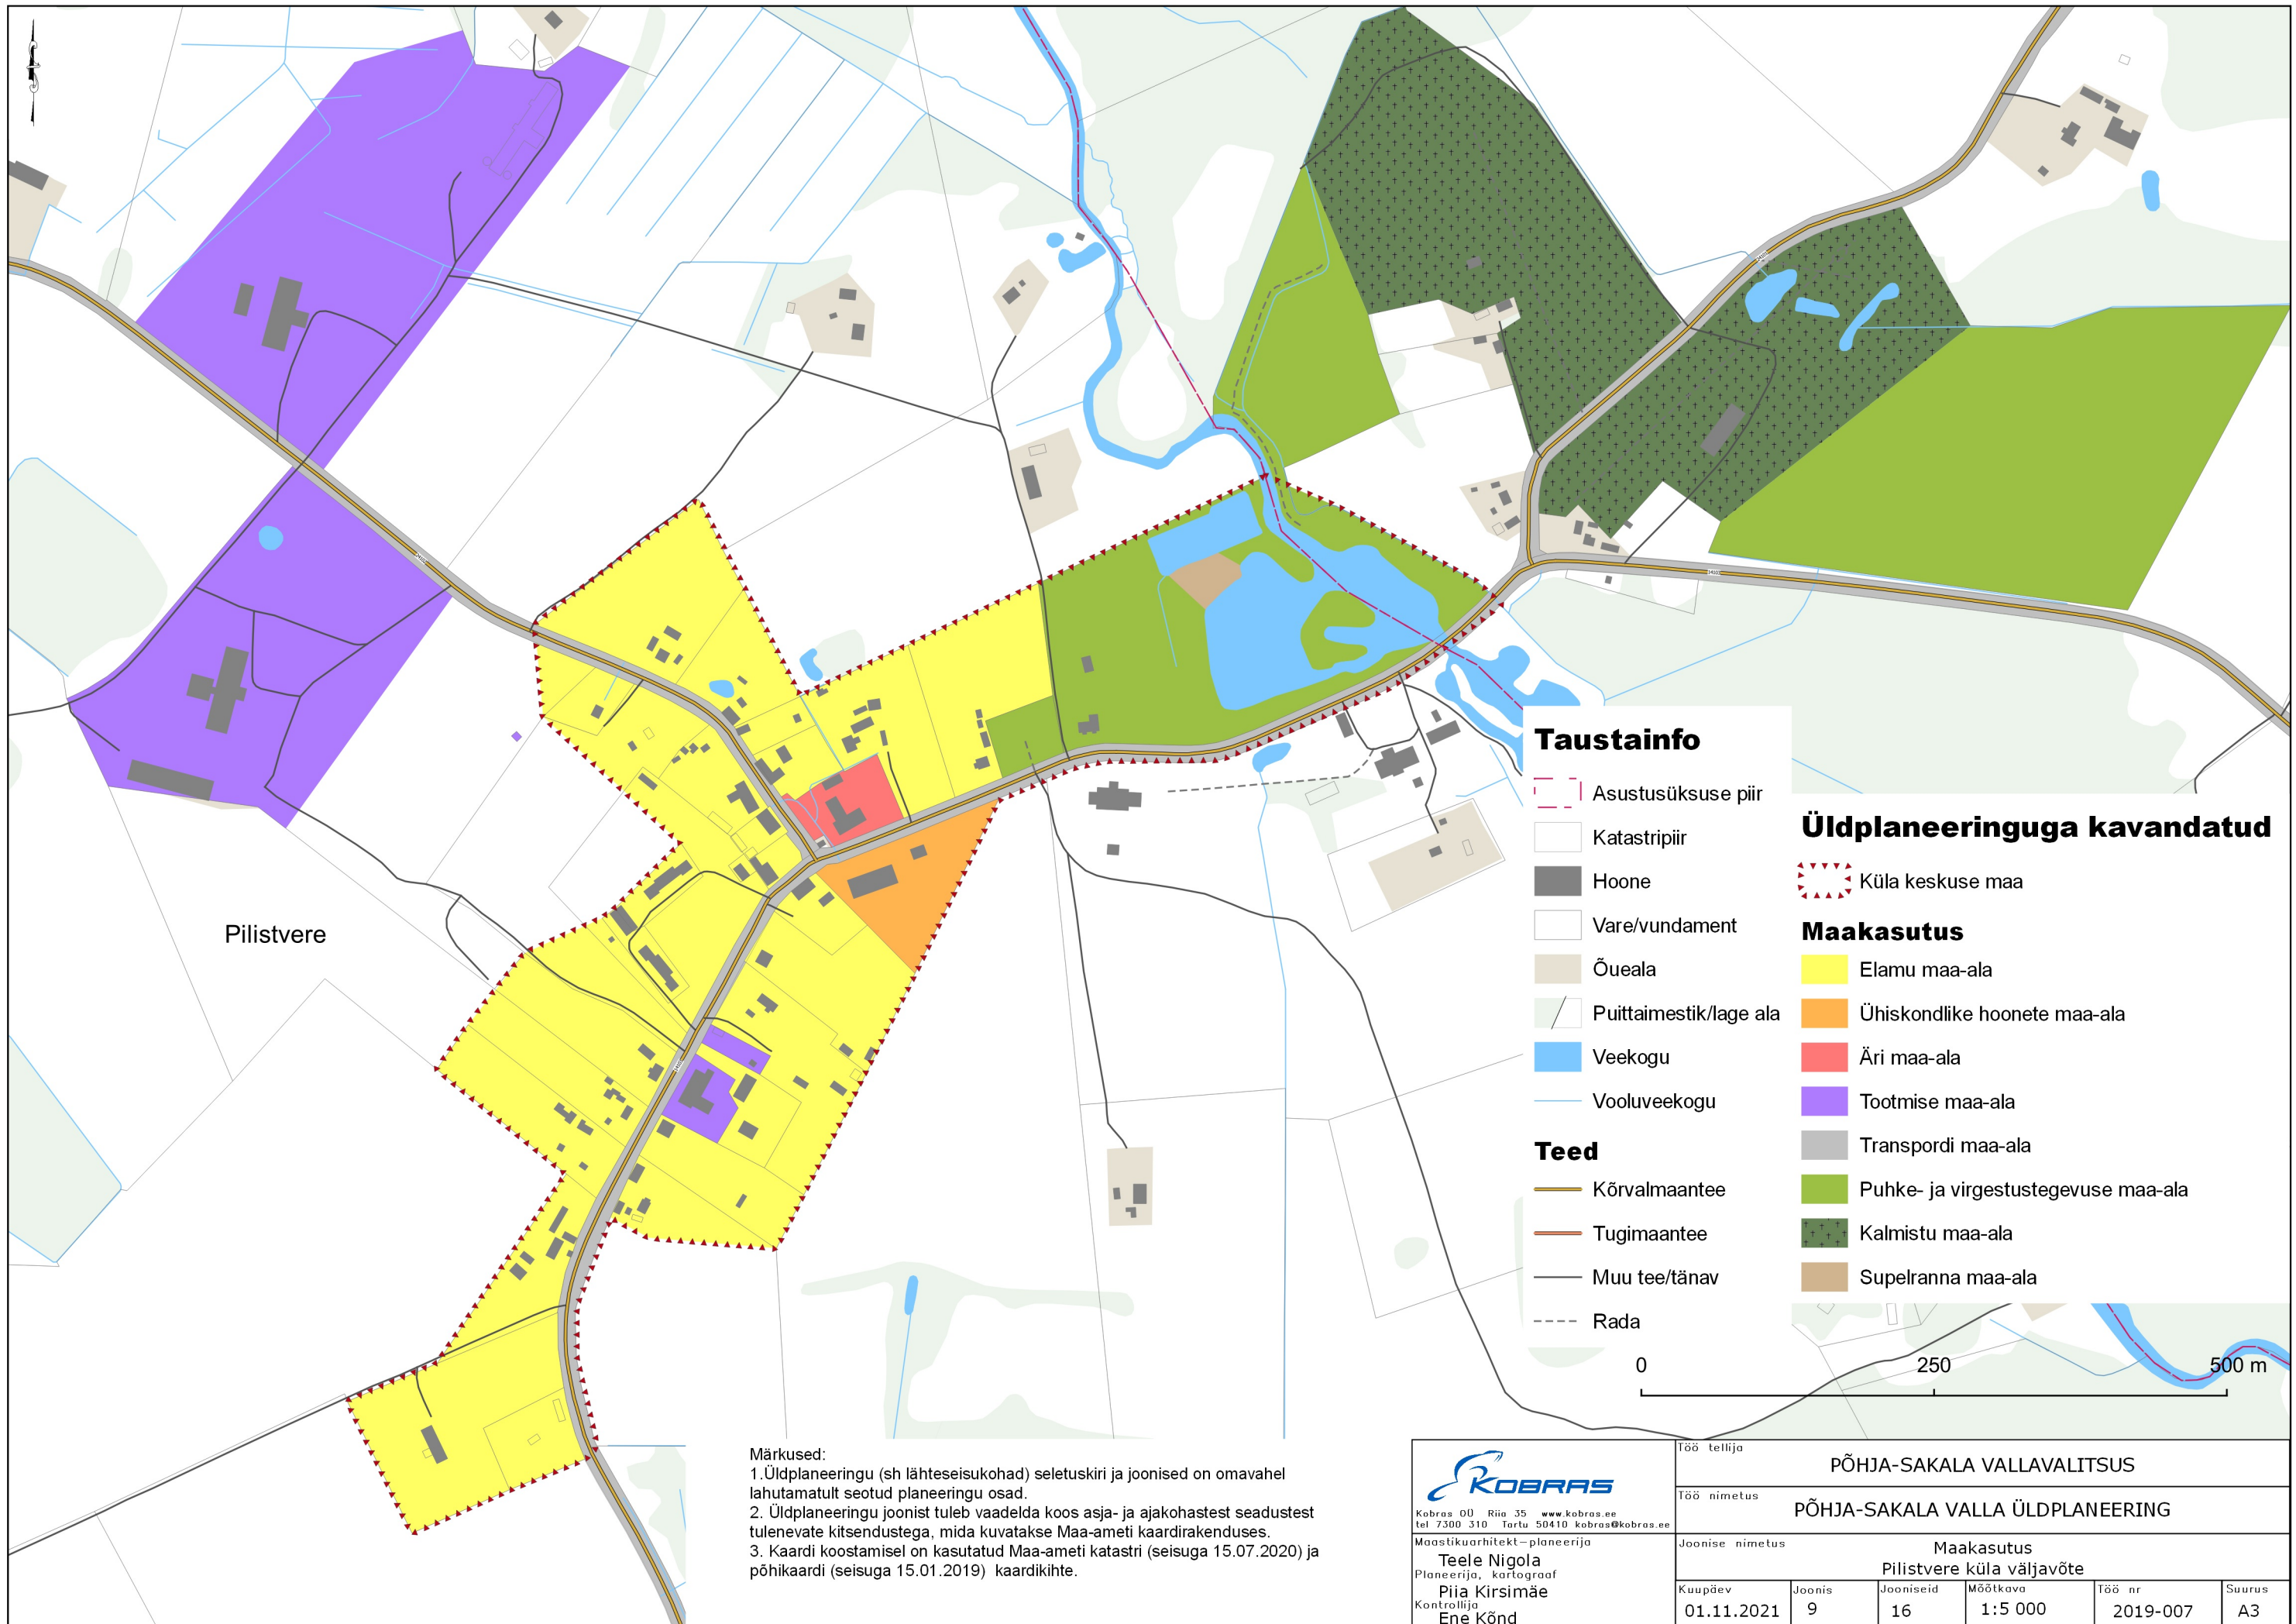 Pilistvere
Taustainfo
Asustusüksuse piir
Katastripiir
Hoone
Vare/vundament
Õueala
Puittaimestik/lage ala
Veekogu
Vooluveekogu
Teed
Kõrvalmaantee
Tugimaantee
Muu tee/tänav
Rada
Üldplaneeringuga kavandatud
Küla keskuse maa
Maakasutus
Elamu maa-ala
Ühiskondlike hoonete maa-ala
Äri maa-ala
Tootmise maa-ala
Transpordi maa-ala
Puhke- ja virgestustegevuse maa-ala
Kalmistu maa-ala
Supelranna maa-ala
0 250 500 m
Märkused:
1.Üldplaneeringu (sh lähteseisukohad) seletuskiri ja joonised on omavahel
lahutamatult seotud planeeringu osad.
2. Üldplaneeringu joonist tuleb vaadelda koos asja- ja ajakohastest seadustest
tulenevate kitsendustega, mida kuvatakse Maa-ameti kaardirakenduses.
3. Kaardi koostamisel on kasutatud Maa-ameti katastri (seisuga 15.07.2020) ja
põhikaardi (seisuga 15.01.2019) kaardikihte.
KOBRAS
Kobras OÜ Riia 35 www.kobras.ee
tel 7300 310 Tartu 50410 kobras@kobras.ee
Maastikuarhitekt-planeerija
Teele Nigola
Planeerija, kartograaf
Piia Kirsimäe
Kontrollija
Ene Kõnd
Töö tellija
PÕHJA-SAKALA VALLAVALITSUS
Töö nimetus
PÕHJA-SAKALA VALLA ÜLDPLANEERING
Joonise nimetus
Maakasutus
Pilistvere küla väljavõte
Kuupäev Joonis Jooniseid Mõõtkava Töö nr Suurus
01.11.2021 9 16 1:5 000 2019-007 A3